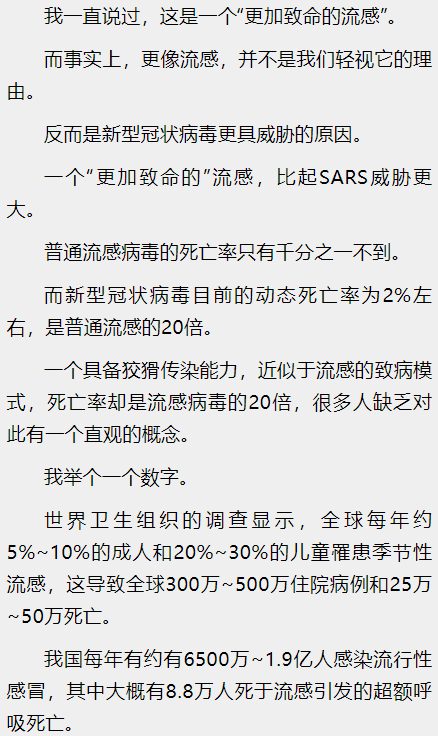 我一直说过，这是一个“更加致命的流感”。
而事实上，更像流感，并不是我们轻视它的理
由。
反而是新型冠状病毒更具威胁的原因。
一个“更加致命的”流感，比起SARS威胁更
大。
普通流感病毒的死亡率只有千分之一不到。
而新型冠状病毒目前的动态死亡率为2%左
右，是普通流感的20倍。
一个具备狡猾传染能力，近似于流感的致病模
式，死亡率却是流感病毒的20倍，很多人缺乏对
此有一个直观的概念。
我举个一个数字。
世界卫生组织的调查显示，全球每年约
5%~10%的成人和20%~30%的儿童罹患季节性
流感，这导致全球300万~500万住院病例和25万
~50万死亡。
我国每年有约有6500万~1.9亿人感染流行性
感冒，其中大概有8.8万人死于流感引发的超额呼
吸死亡。